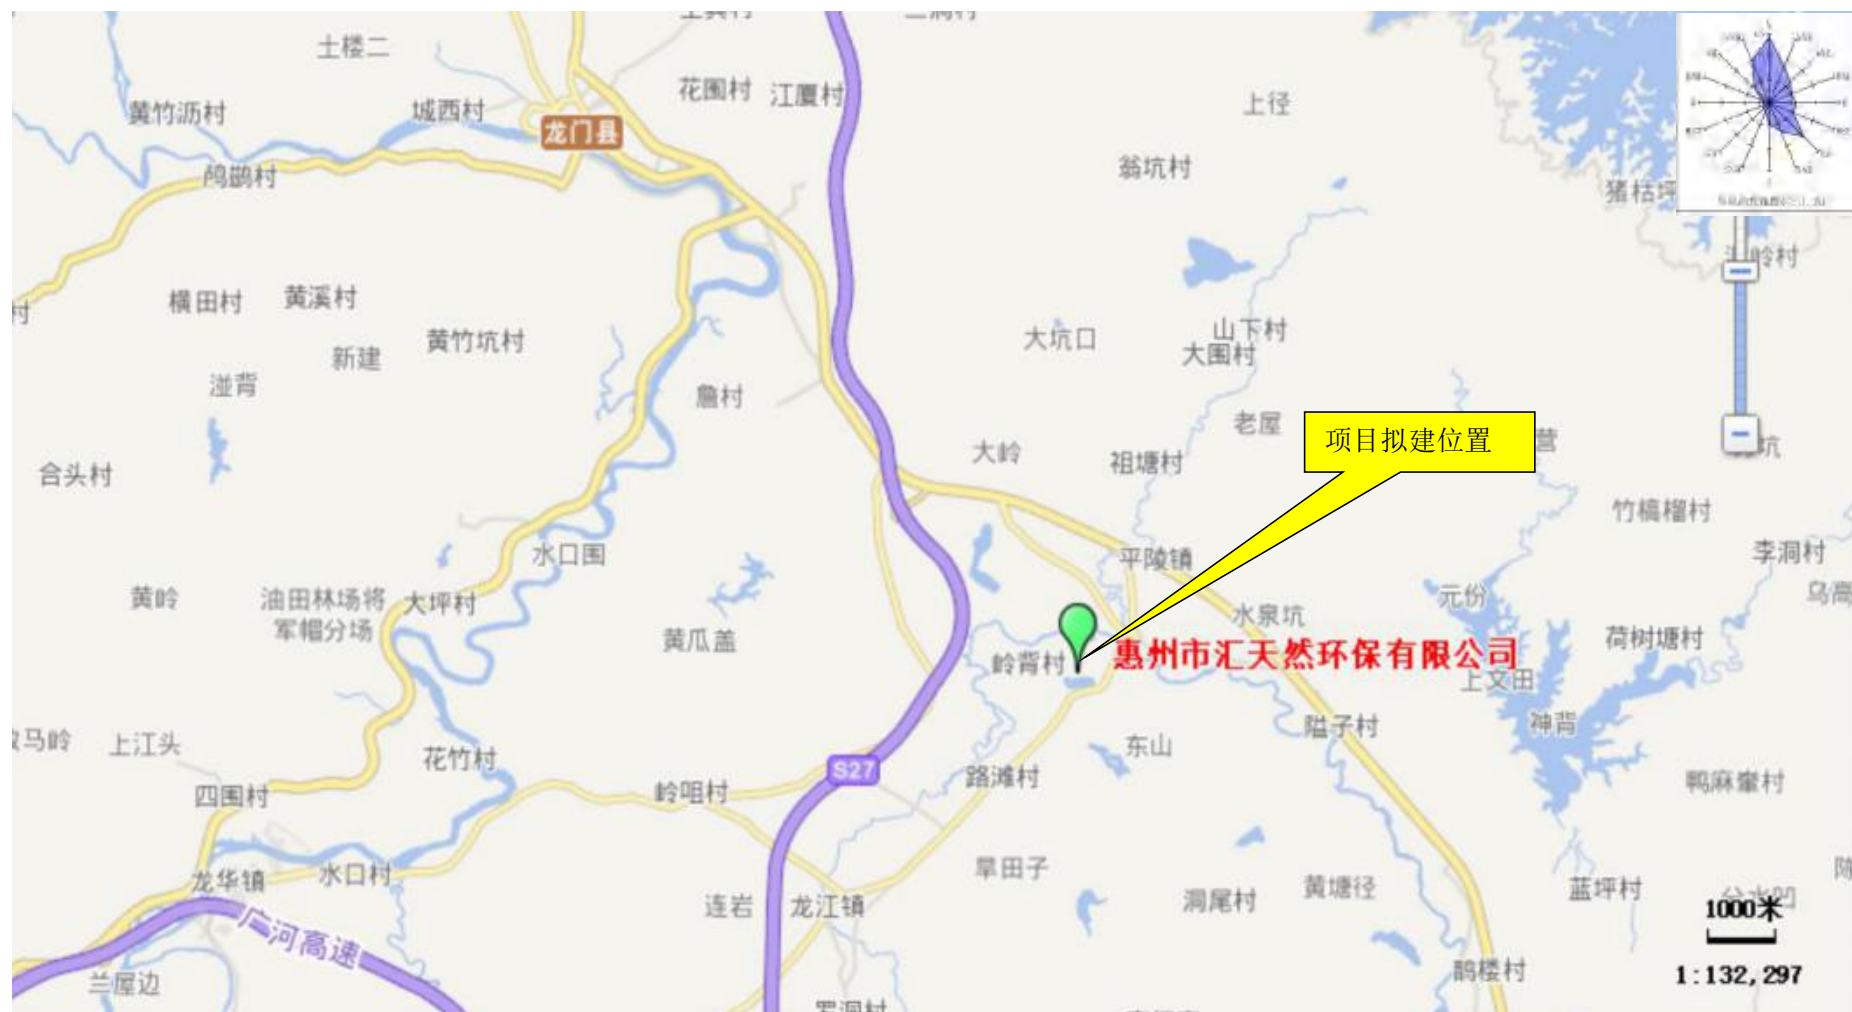 土楼二
花围村
江厦村
上径
黄竹沥村
城西村
龙门县
翁坑村
鸬鹚村
横田村
黄溪村
黄竹坑村
新建
湴背
大坑口
山下村
大围村
詹村
老屋
项目拟建位置
营
坑
大岭
祖塘村
合头村
竹槁榴村
水口围
平陵镇
李洞村
黄岭
油田林场将
军帽分场
大坪村
元份
水泉坑
黄瓜盖
荷树塘村
岭背村
惠州市汇天然环保有限公司
上文田
神背
隘子村
马岭
上江头
花竹村
东山
S27
路滩村
四围村
岭咀村
鸭麻輋村
旱田子
龙华镇
水口村
连岩
龙江镇
洞尾村
黄塘径
蓝坪村
分水凹
1000米
广河高速
鹊楼村
1:132,297
兰屋边